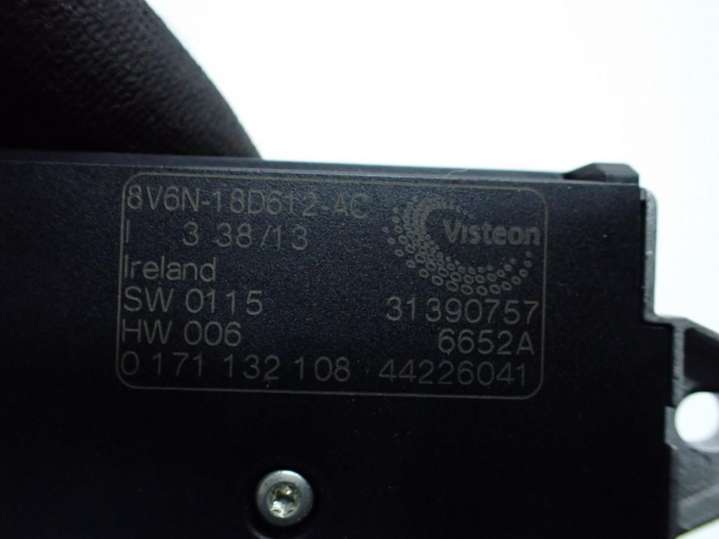 8V6N-18D612-AC
I 3 38/13
Visteon
Ireland
SW 0115 31390757
HW 006 6652A
0 171 132 108 44226041